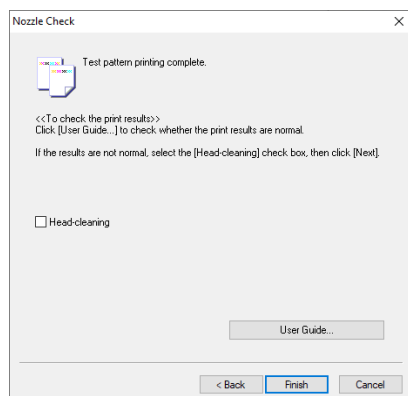 Nozzle Check
Test pattern printing complete.
<<To check the print results>>
Click [User Guide...] to check whether the print results are normal.
If the results are not normal, select the [Head-cleaning] check box, then click [Next].
Head-cleaning
User Guide...
< Back
Finish
Cancel